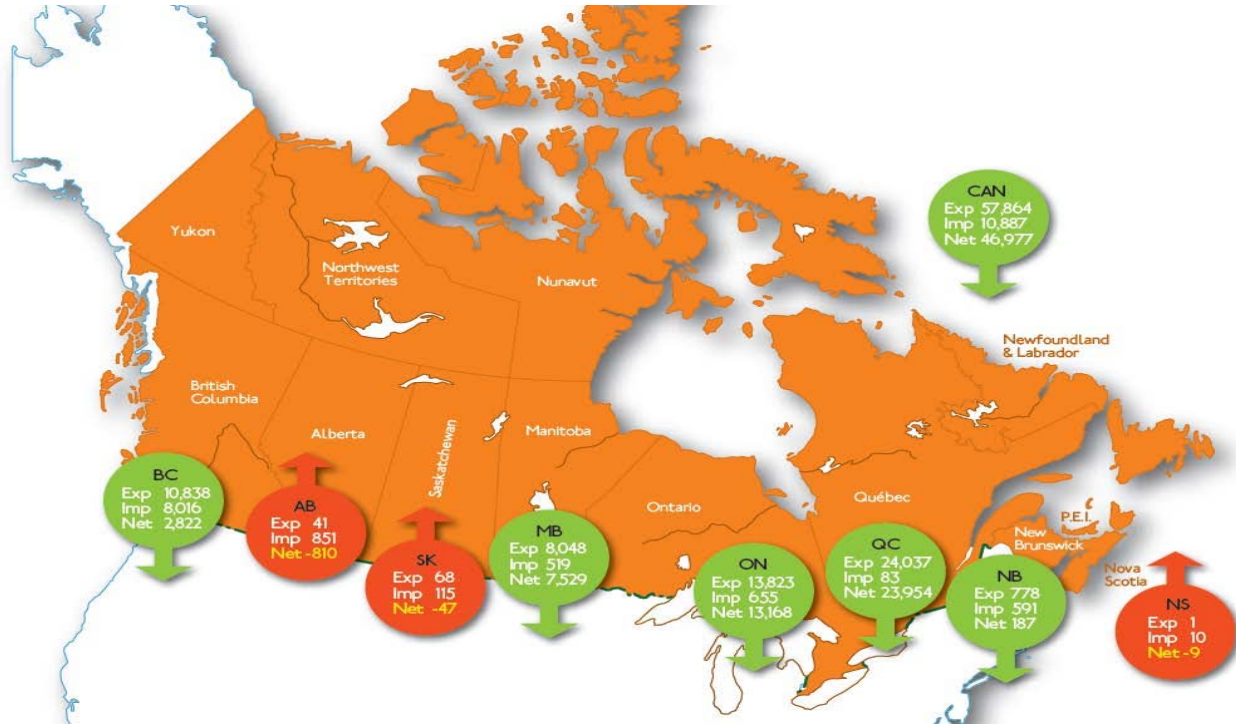 CAN
Exp 57,864
Imp 10,887
Net 46,977
Yukon
Northwest
Territories
Nunavut
Newfoundland
& Labrador
British
Columbia
Alberta
Saskatchewan
Manitoba
Ontario
Québec
P.E.I.
New
Brunswick
Nova
Scotia
BC
Exp 10,838
Imp 8,016
Net 2,822
AB
Exp 41
Imp 851
Net -810
SK
Exp 68
Imp 115
Net -47
MB
Exp 8,048
Imp 519
Net 7,529
ON
Exp 13,823
Imp 655
Net 13,168
QC
Exp 24,037
Imp 83
Net 23,954
NB
Exp 778
Imp 591
Net 187
NS
Exp 1
Imp 10
Net -9